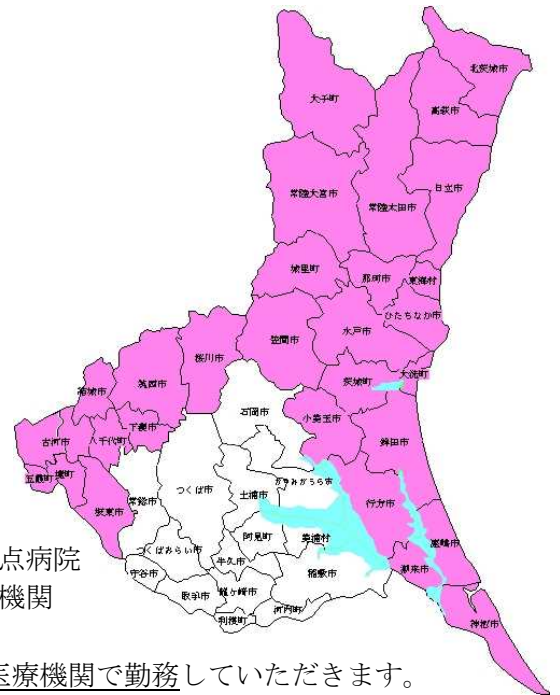 北茨城市
大子町
高萩市
常陸大宮市
常陸太田市
日立市
城里町
那珂市
東海村
ひたちなか市
笠間市
水戸市
桜川市
茨城町
大洗町
筑西市
結城市
石岡市
小美玉市
鉾田市
古河市
八千代町
下妻市
かすみがうら市
五霞町
境町
つくば市
土浦市
行方市
坂東市
常総市
阿見町
美浦村
鹿嶋市
つくばみらい市
牛久市
稲敷市
潮来市
点病院
守谷市
取手市
龍ヶ崎市
河内町
神栖市
機関
利根町
医療機関で勤務していただきます。